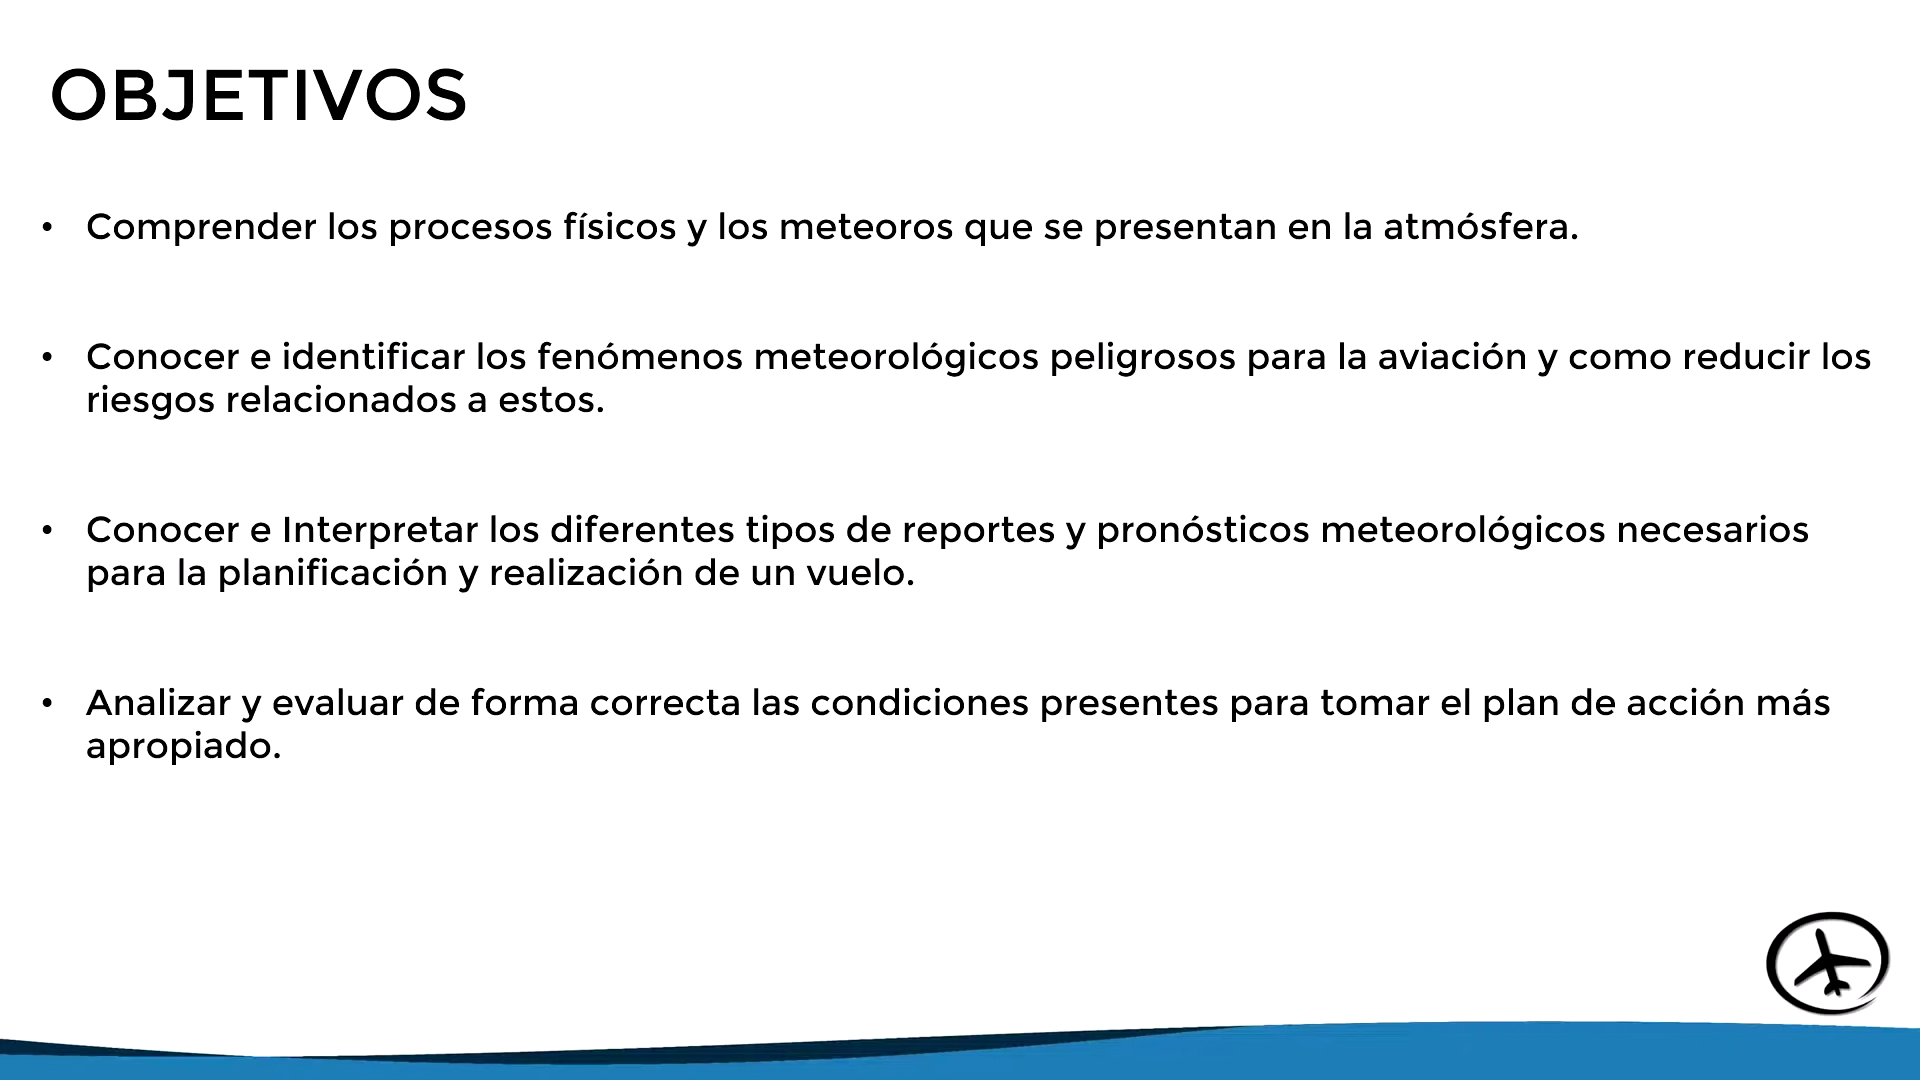 OBJETIVOS
• Comprender los procesos físicos y los meteoros que se presentan en la atmósfera.
• Conocer e identificar los fenómenos meteorológicos peligrosos para la aviación y como reducir los
riesgos relacionados a estos.
• Conocer e Interpretar los diferentes tipos de reportes y pronósticos meteorológicos necesarios
para la planificación y realización de un vuelo.
• Analizar y evaluar de forma correcta las condiciones presentes para tomar el plan de acción más
apropiado.